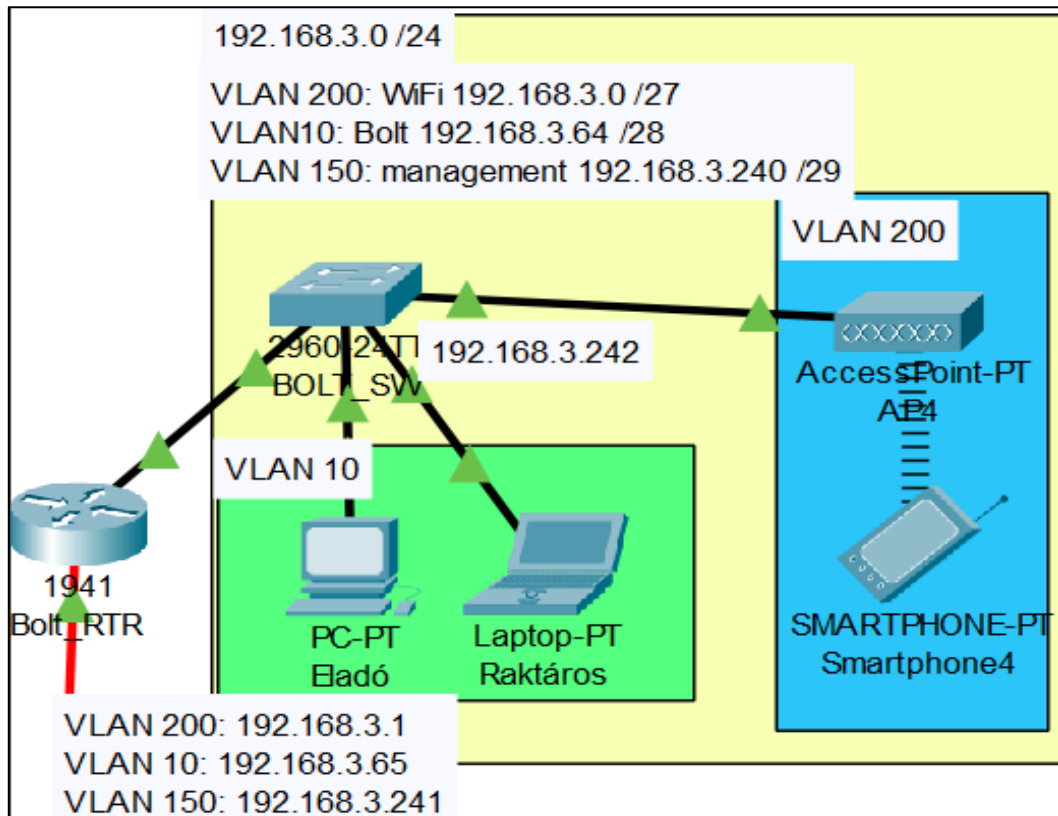 192.168.3.0 /24
VLAN 200: WiFi 192.168.3.0 /27
VLAN10: Bolt 192.168.3.64 /28
VLAN 150: management 192.168.3.240 /29
VLAN 200
2960-24TT
192.168.3.242
BOLT_SW
AccessPoint-PT
AP4
VLAN 10
1941
Bolt_RTR
PC-PT
Eladó
Laptop-PT
Raktáros
SMARTPHONE-PT
Smartphone4
VLAN 200: 192.168.3.1
VLAN 10: 192.168.3.65
VLAN 150: 192.168.3.241